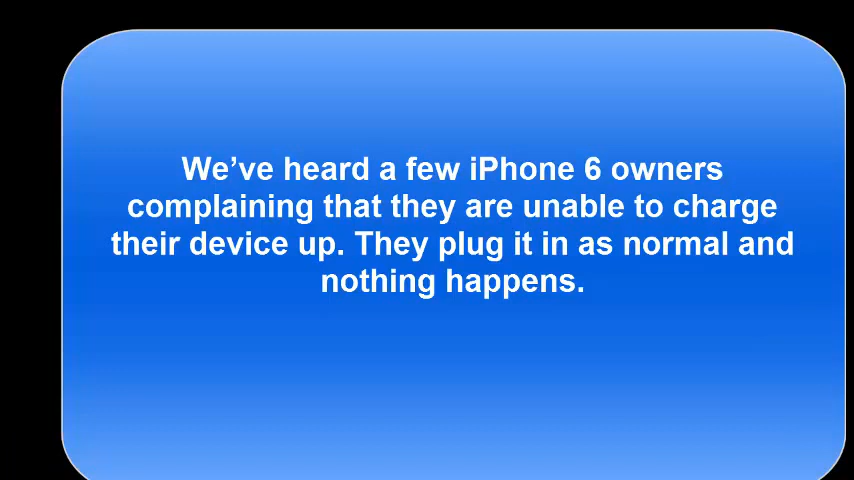 We’ve heard a few iPhone 6 owners
complaining that they are unable to charge
their device up. They plug it in as normal and
nothing happens.